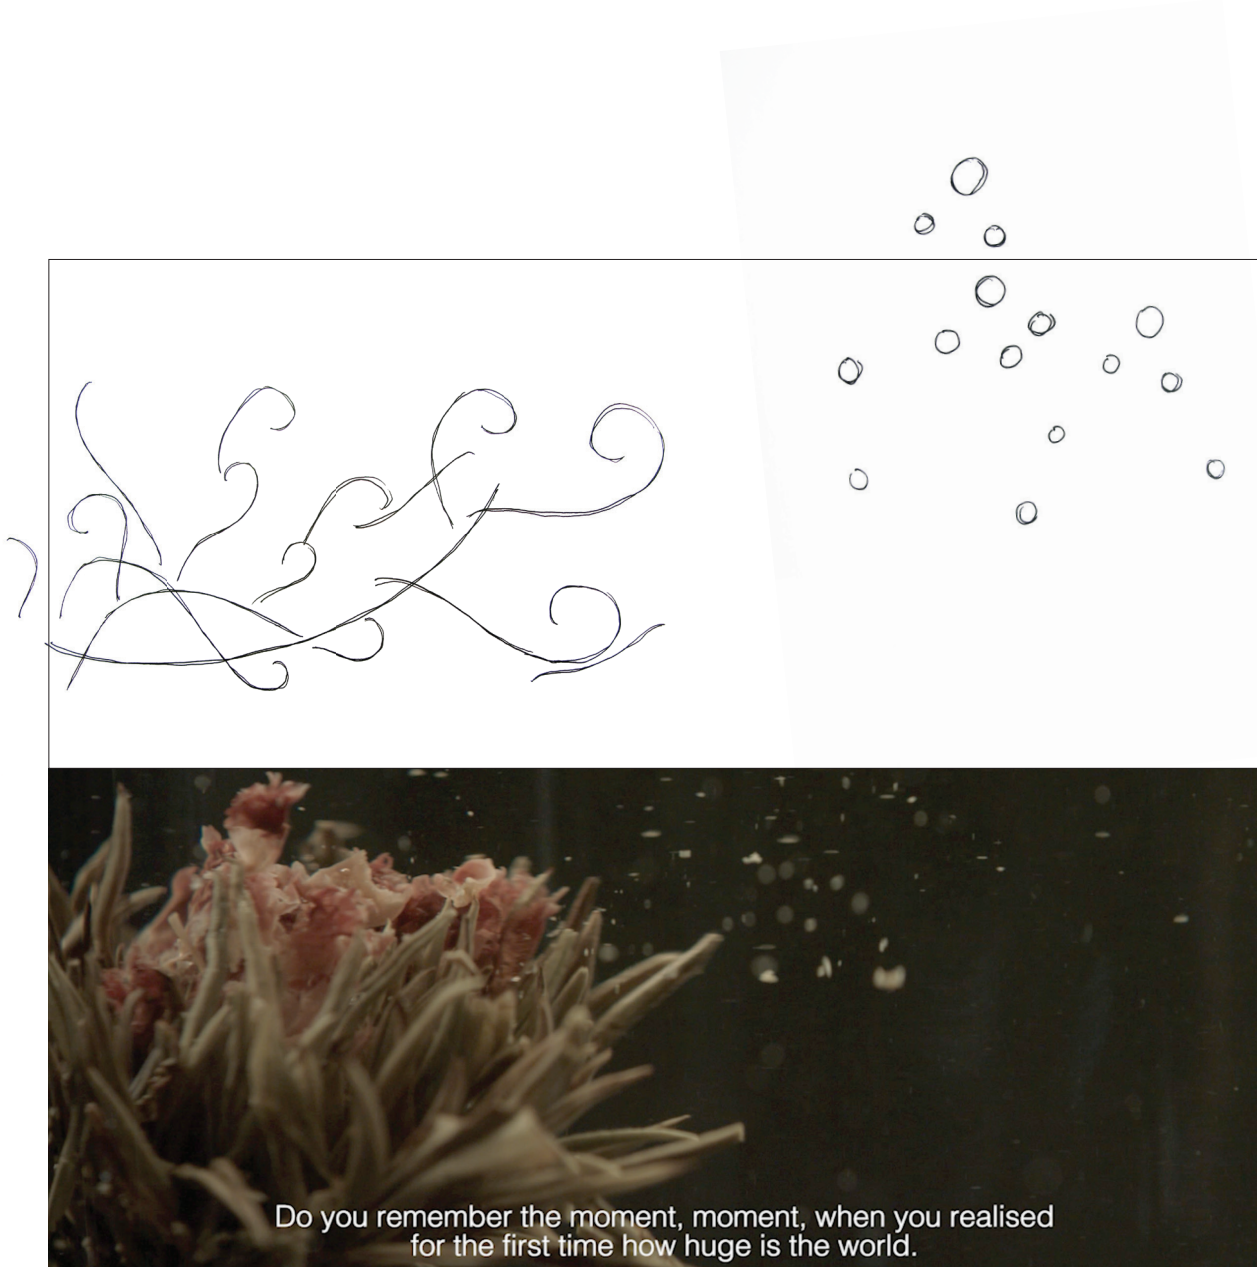 Do you remember the moment, moment, when you realised
for the first time how huge is the world.